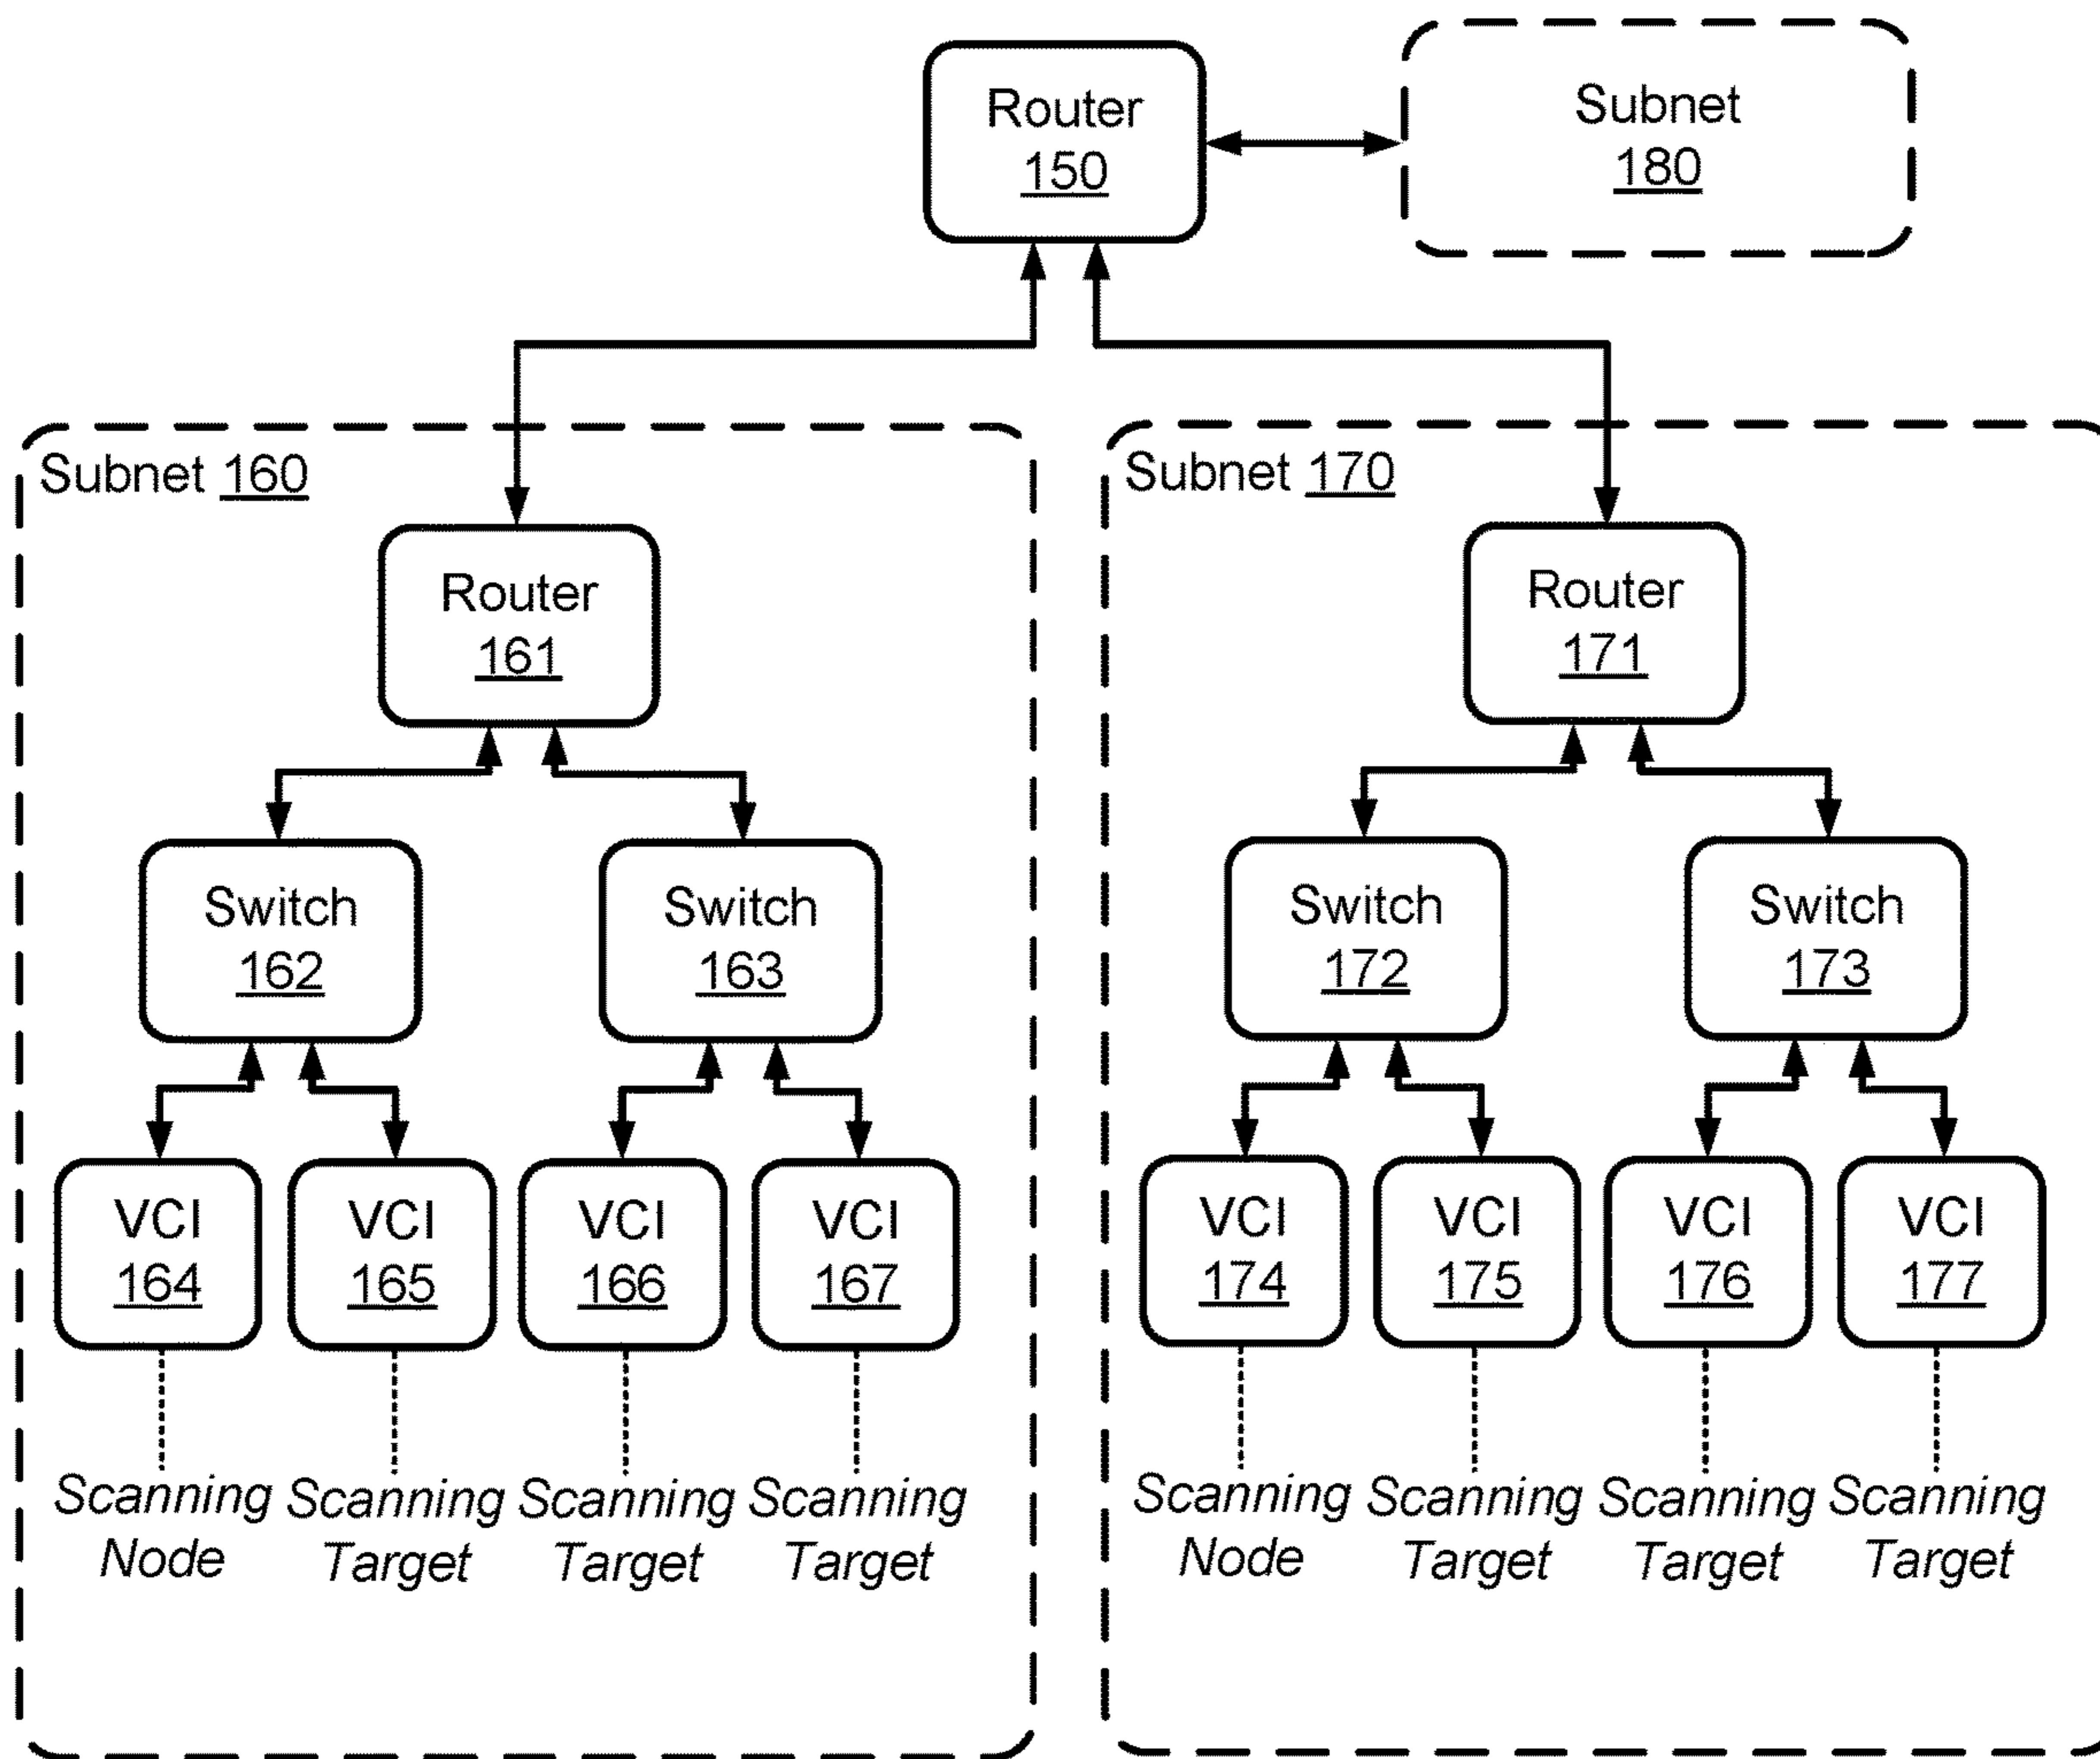 Router
150
Subnet
180
Subnet 160
Router
161
Switch
162
Switch
163
VCI
164
VCI
165
VCI
166
VCI
167
Scanning
Node
Scanning
Target
Scanning
Target
Scanning
Target
Subnet 170
Router
171
Switch
172
Switch
173
VCI
174
VCI
175
VCI
176
VCI
177
Scanning
Node
Scanning
Target
Scanning
Target
Scanning
Target